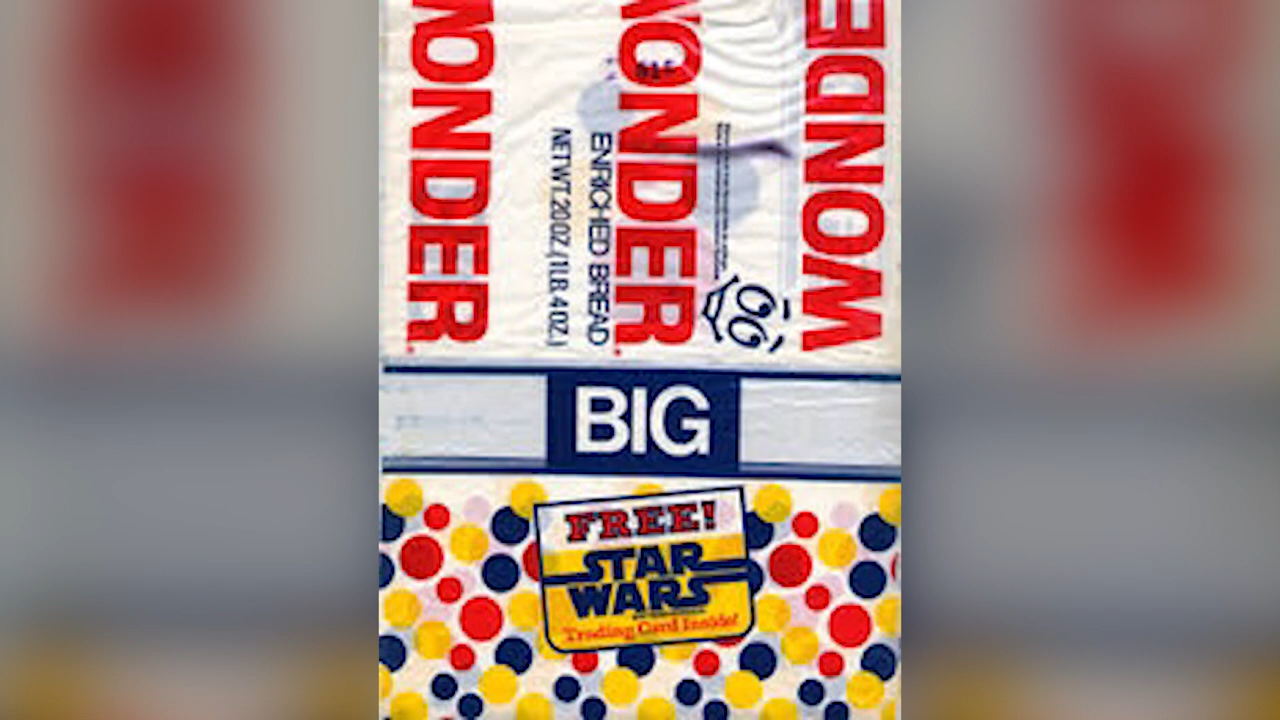 WONDER
WONDER
WONDER
ENRICHED BREAD
NET WT. 20 OZ. (1 LB. 4 OZ.)
BIG
FREE!
STAR
WARS
Trading Card Inside!